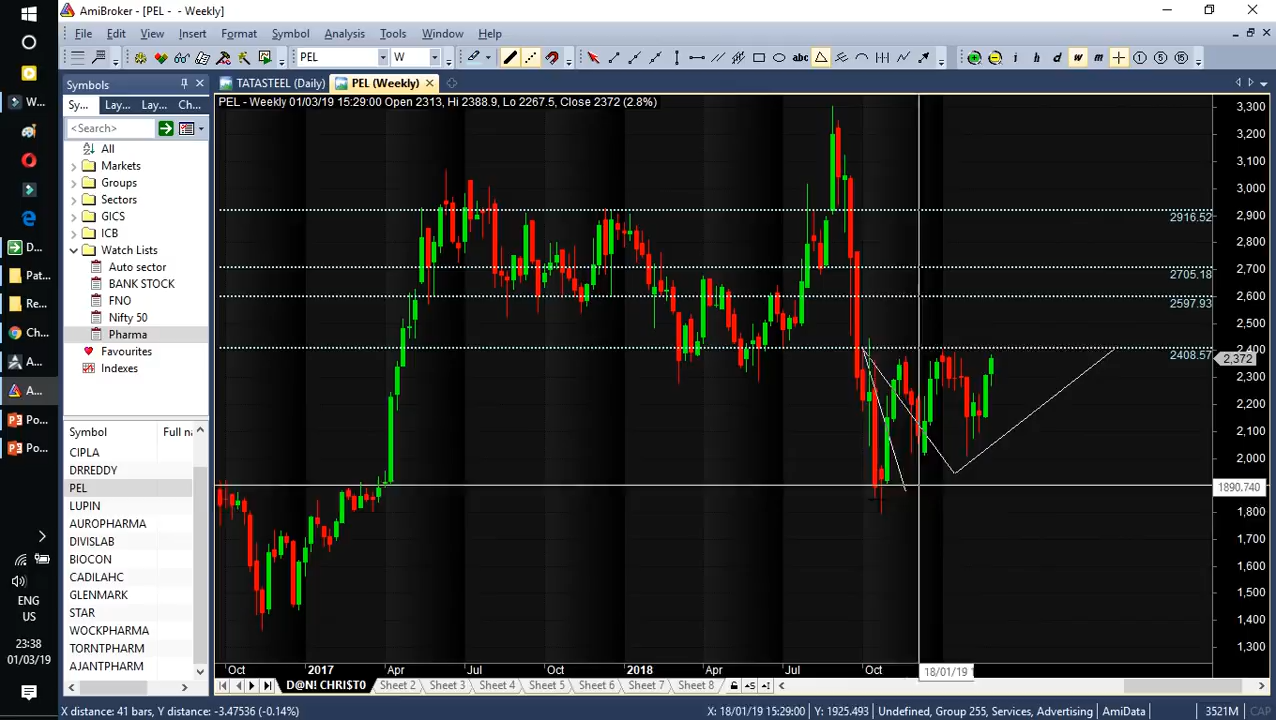 AmiBroker - [PEL - - Weekly]
File Edit View Insert Format Symbol Analysis Tools Window Help
PEL W abc i h d w m
Symbols
TATASTEEL (Daily) PEL (Weekly)
Sy... Lay... Lay... Ch...
PEL - Weekly 01/03/19 15:29:00 Open 2313, Hi 2388.9, Lo 2267.5, Close 2372 (2.8%)
<Search>
All
Markets
Groups
Sectors
GICS
ICB
Watch Lists
Auto sector
BANK STOCK
FNO
Nifty 50
Pharma
Favourites
Indexes
Symbol Full n
CIPLA
DRREDDY
PEL
LUPIN
AUROPHARMA
DIVISLAB
BIOCON
CADILAHC
GLENMARK
STAR
WOCKPHARMA
TORNTPHARM
AJANTPHARM
W...
D...
Pat
Re...
Ch...
A...
A...
Po...
Po...
ENG
US
23:38
01/03/19
3,300
3,200
3,100
3,000
2,900
2916.52
2,800
2,700
2705.18
2,600
2597.93
2,500
2,400
2408.57
2,372
2,300
2,200
2,100
2,000
1890.740
1,800
1,700
1,600
1,500
1,400
1,300
Oct 2017 Apr Jul Oct 2018 Apr Jul Oct 18/01/19
D@N! CHRI$T0 Sheet 2 Sheet 3 Sheet 4 Sheet 5 Sheet 6 Sheet 7 Sheet 8
X distance: 41 bars, Y distance: -3.47536 (-0.14%) X: 18/01/19 15:29:00 Y: 1925.493 Undefined, Group 255, Services, Advertising AmiData 3521M CAP